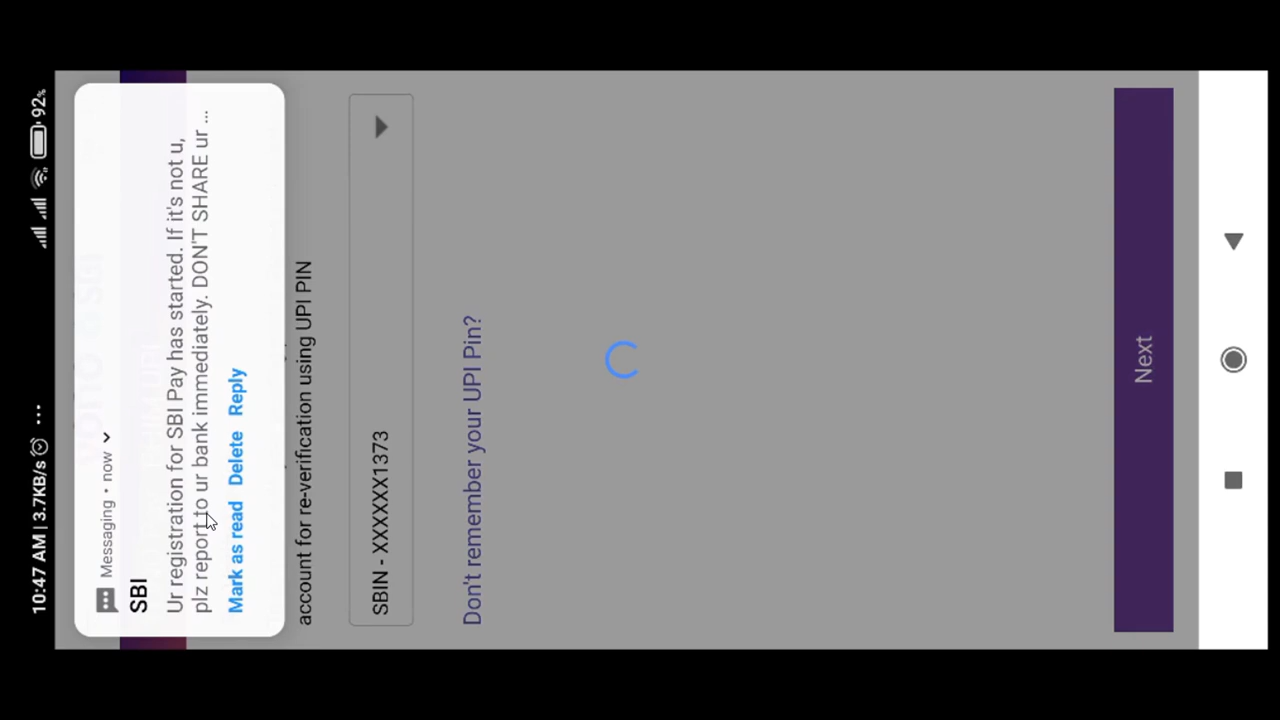 10:47 AM | 3.7KB/s ... 92%
Messaging • now
SBI
Ur registration for SBI Pay has started. If it's not u,
plz report to ur bank immediately. DON'T SHARE ur ...
Mark as read Delete Reply
account for re-verification using UPI PIN
SBIN - XXXXXX1373
Don't remember your UPI Pin?
Next